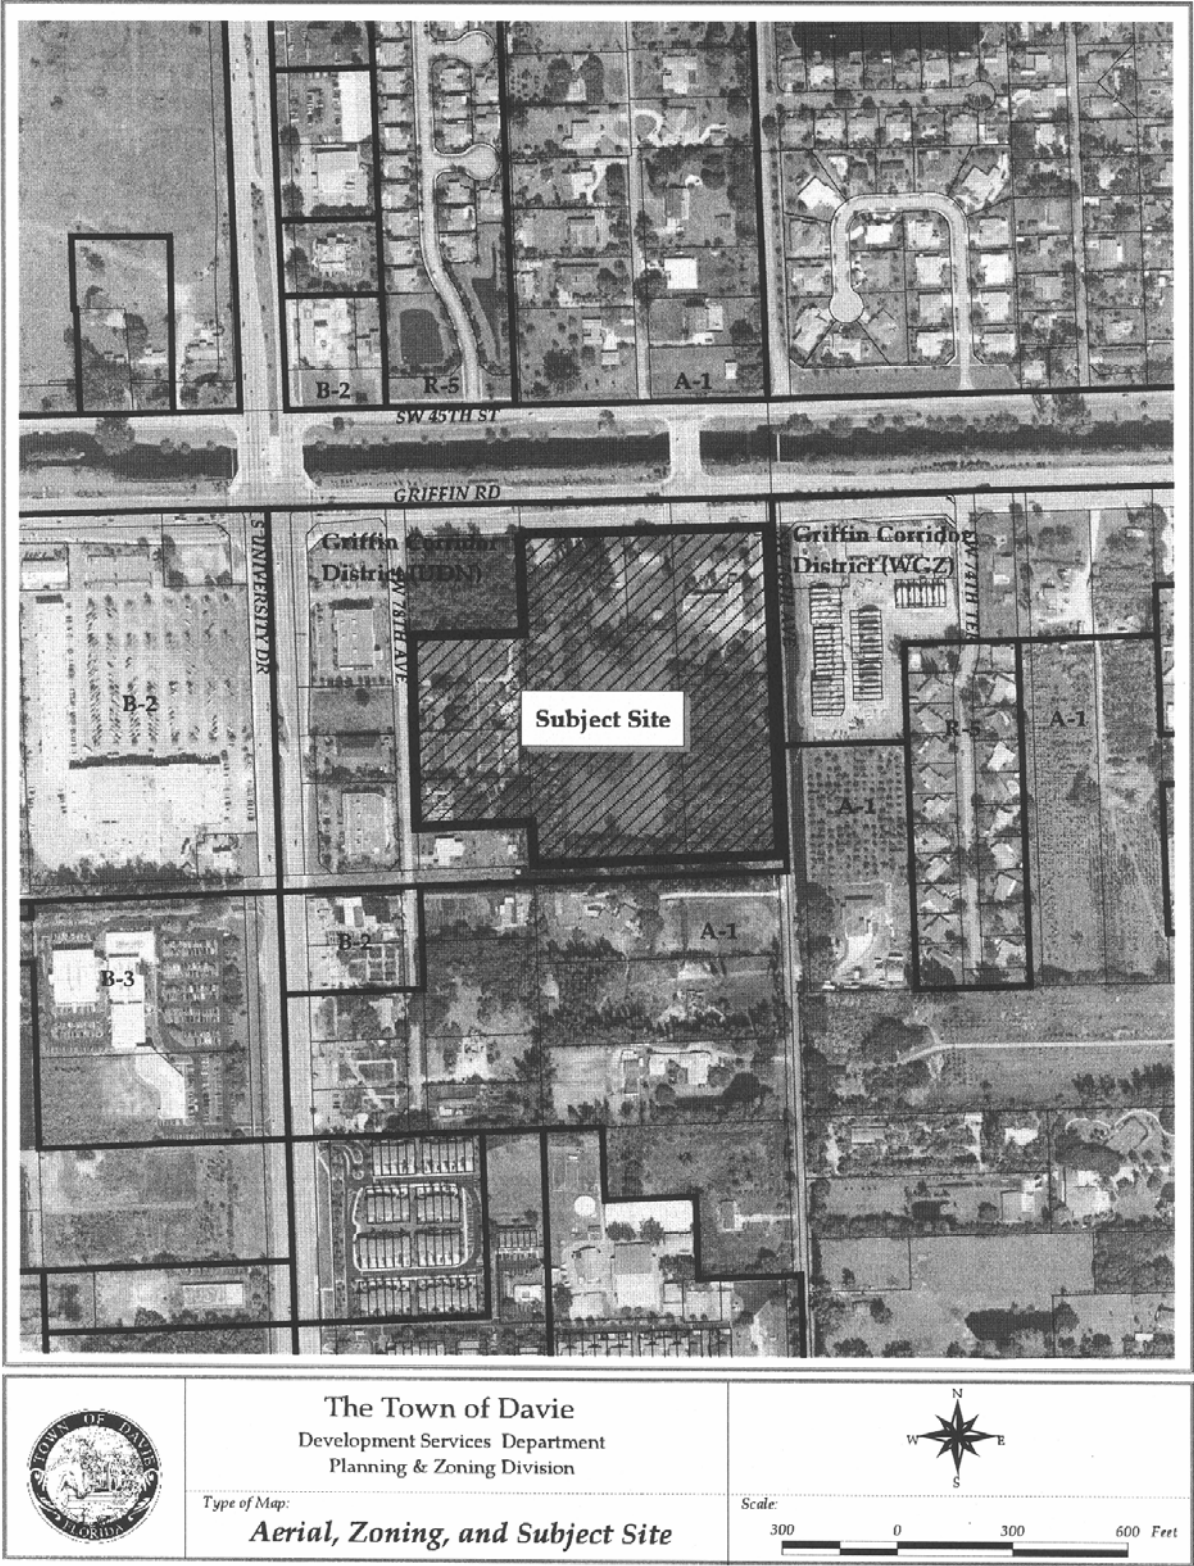 B-2
R-5
A-1
SW 45TH ST
GRIFFIN RD
Griffin Corridor
District (UDN)
Griffin Corridor
District (WGZ)
S UNIVERSITY DR
78TH AVE
74TH TER
B-2
Subject Site
R-5
A-1
A-1
B-2
A-1
B-3
TOWN OF DAVIE
FLORIDA
The Town of Davie
Development Services Department
Planning & Zoning Division
Type of Map:
Aerial, Zoning, and Subject Site
N
W
E
S
Scale:
300 0 300 600 Feet